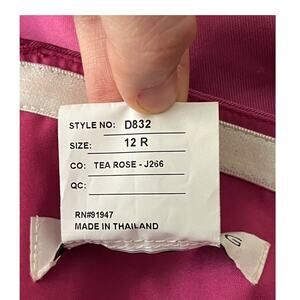 STYLE NO: D832
SIZE: 12 R
CO: TEA ROSE - J266
QC:
RN#91947
MADE IN THAILAND